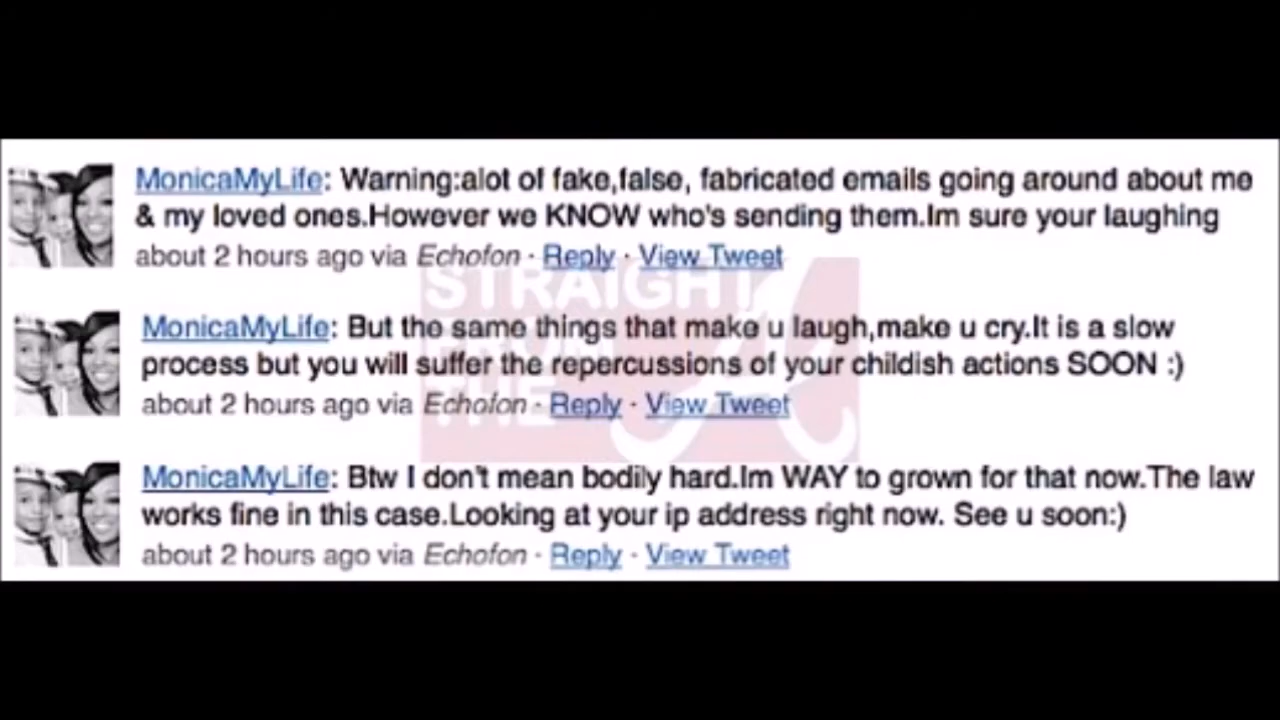 MonicaMyLife: Warning:alot of fake,false, fabricated emails going around about me
& my loved ones.However we KNOW who's sending them.Im sure your laughing
about 2 hours ago via Echofon · Reply · View Tweet
MonicaMyLife: But the same things that make u laugh,make u cry.It is a slow
process but you will suffer the repercussions of your childish actions SOON :)
about 2 hours ago via Echofon · Reply · View Tweet
MonicaMyLife: Btw I don't mean bodily hard.Im WAY to grown for that now.The law
works fine in this case.Looking at your ip address right now. See u soon:)
about 2 hours ago via Echofon · Reply · View Tweet
STRAIGHT
THE